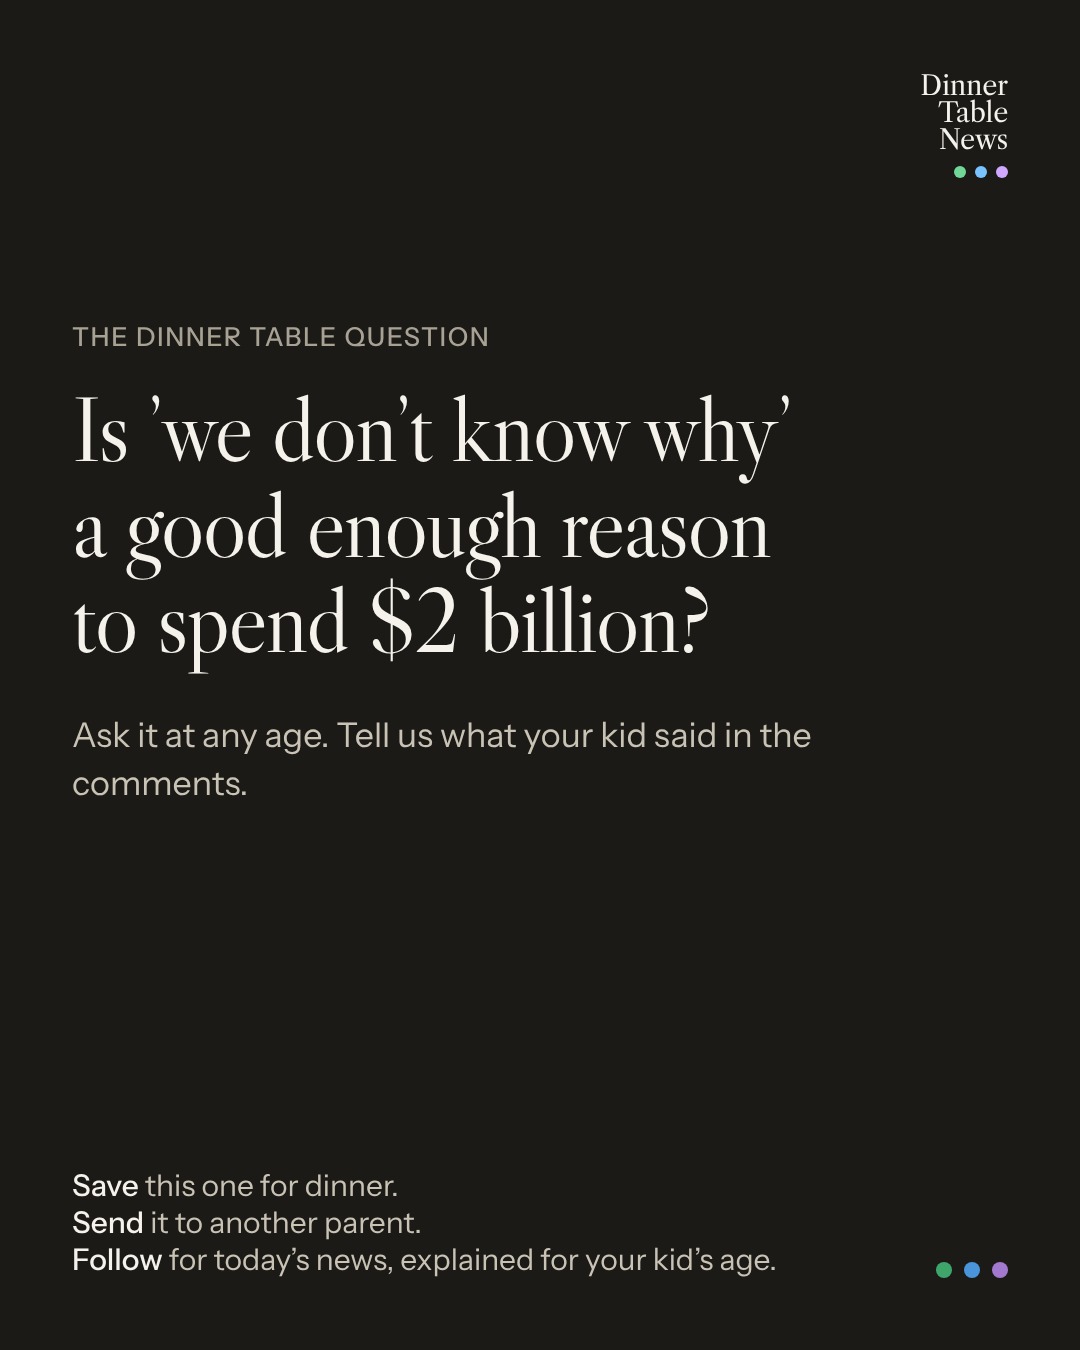 Dinner
Table
News
THE DINNER TABLE QUESTION
Is ’we don’t know why’
a good enough reason
to spend $2 billion?
Ask it at any age. Tell us what your kid said in the
comments.
Save this one for dinner.
Send it to another parent.
Follow for today’s news, explained for your kid’s age.